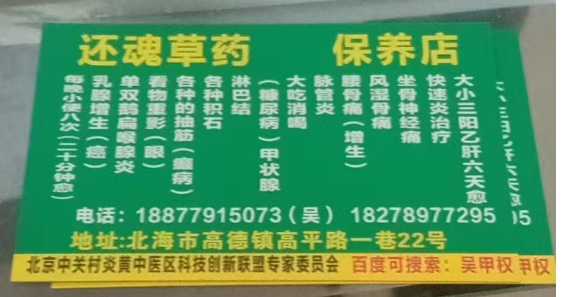 还魂草药 保养店
大小三阳乙肝六天愈
快速炎治疗
坐骨神经痛
风湿骨痛
腰骨痛(增生)
脉管炎
大吃消喝
(糖尿病)甲状腺
淋巴结
各种积石
各种的抽筋(癫病)
看物重影(眼)
单双鹅扁喉腺炎
乳腺增生(癌)
每晚小便八次(二十分钟愈)
电话：18877915073(吴) 18278977295
地址:北海市高德镇高平路一巷22号
北京中关村炎黄中医区科技创新联盟专家委员会 百度可搜索：吴甲权
95
甲权